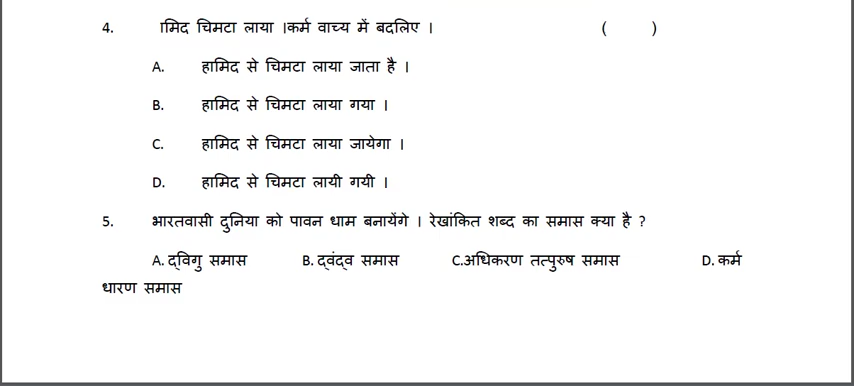 4. ामिद चिमटा लाया ।कर्म वाच्य में बदलिए । ( )
A. हामिद से चिमटा लाया जाता है ।
B. हामिद से चिमटा लाया गया ।
C. हामिद से चिमटा लाया जायेगा ।
D. हामिद से चिमटा लायी गयी ।
5. भारतवासी दुनिया को पावन धाम बनायेंगे । रेखांकित शब्द का समास क्या है ?
A. द्विगु समास B. द्वंद्व समास C.अधिकरण तत्पुरुष समास D. कर्म
धारण समास